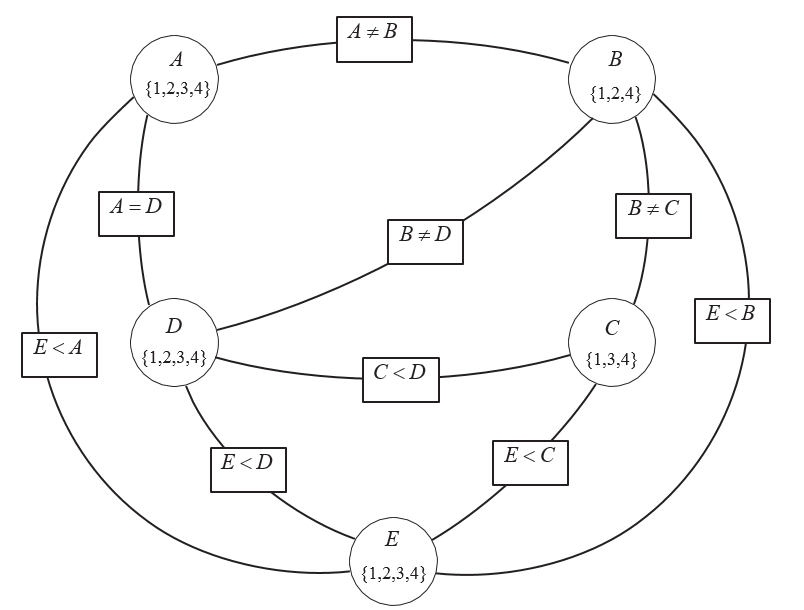 A ≠ B
A
{1,2,3,4}
B
{1,2,4}
A = D
B ≠ C
B ≠ D
D
{1,2,3,4}
C
{1,3,4}
E < B
E < A
C < D
E < D
E < C
E
{1,2,3,4}